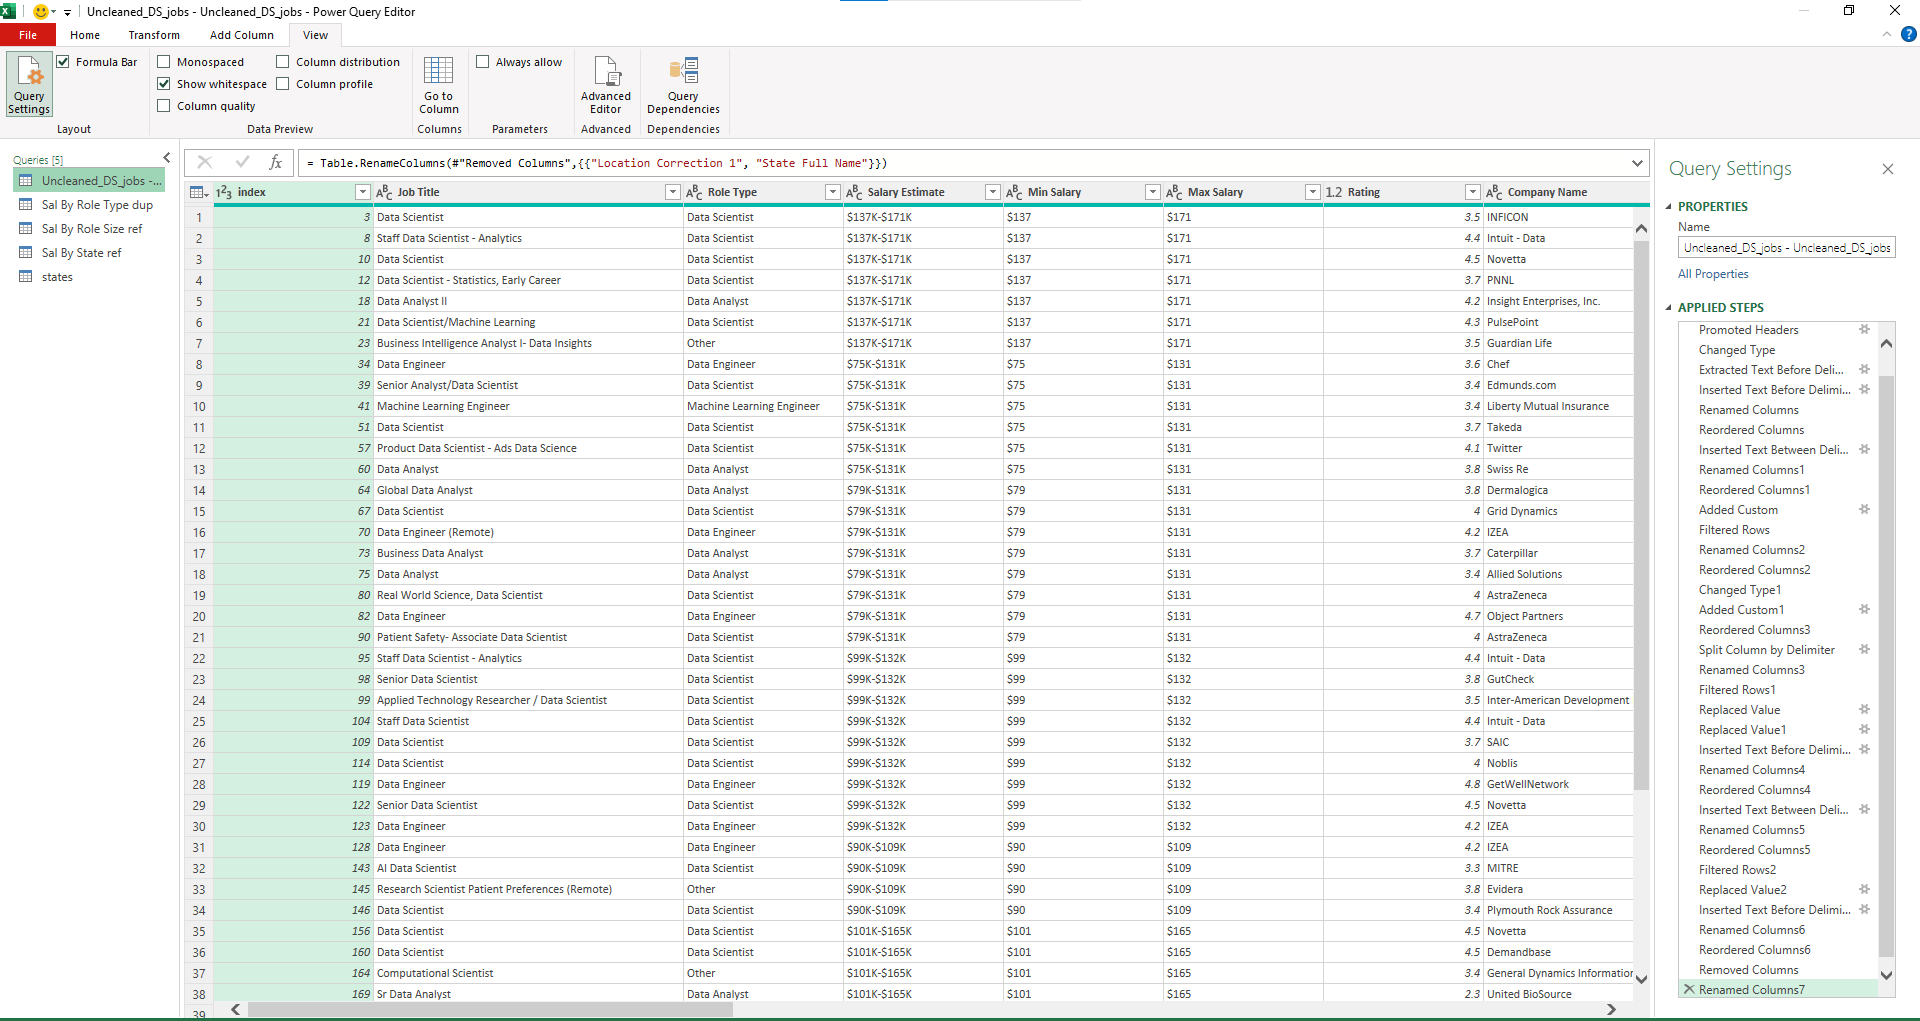 Uncleaned_DS_jobs - Uncleaned_DS_jobs - Power Query Editor
File Home Transform Add Column View
Query Settings
Formula Bar
Layout
Monospaced
Show whitespace
Column quality
Column distribution
Column profile
Data Preview
Go to Column
Columns
Always allow
Parameters
Advanced Editor
Advanced
Query Dependencies
Dependencies
Queries [5]
Uncleaned_DS_jobs -...
Sal By Role Type dup
Sal By Role Size ref
Sal By State ref
states
fx = Table.RenameColumns(#"Removed Columns",{{"Location Correction 1", "State Full Name"}})
1²3 index ABC Job Title ABC Role Type ABC Salary Estimate ABC Min Salary ABC Max Salary 1.2 Rating ABC Company Name
1 3 Data Scientist Data Scientist $137K-$171K $137 $171 3.5 INFICON
2 8 Staff Data Scientist - Analytics Data Scientist $137K-$171K $137 $171 4.4 Intuit - Data
3 10 Data Scientist Data Scientist $137K-$171K $137 $171 4.5 Novetta
4 12 Data Scientist - Statistics, Early Career Data Scientist $137K-$171K $137 $171 3.7 PNNL
5 18 Data Analyst II Data Analyst $137K-$171K $137 $171 4.2 Insight Enterprises, Inc.
6 21 Data Scientist/Machine Learning Data Scientist $137K-$171K $137 $171 4.3 PulsePoint
7 23 Business Intelligence Analyst I- Data Insights Other $137K-$171K $137 $171 3.5 Guardian Life
8 34 Data Engineer Data Engineer $75K-$131K $75 $131 3.6 Chef
9 39 Senior Analyst/Data Scientist Data Scientist $75K-$131K $75 $131 3.4 Edmunds.com
10 41 Machine Learning Engineer Machine Learning Engineer $75K-$131K $75 $131 3.4 Liberty Mutual Insurance
11 51 Data Scientist Data Scientist $75K-$131K $75 $131 3.7 Takeda
12 57 Product Data Scientist - Ads Data Science Data Scientist $75K-$131K $75 $131 4.1 Twitter
13 60 Data Analyst Data Analyst $75K-$131K $75 $131 3.8 Swiss Re
14 64 Global Data Analyst Data Analyst $79K-$131K $79 $131 3.8 Dermalogica
15 67 Data Scientist Data Scientist $79K-$131K $79 $131 4 Grid Dynamics
16 70 Data Engineer (Remote) Data Engineer $79K-$131K $79 $131 4.2 IZEA
17 73 Business Data Analyst Data Analyst $79K-$131K $79 $131 3.7 Caterpillar
18 75 Data Analyst Data Analyst $79K-$131K $79 $131 3.4 Allied Solutions
19 80 Real World Science, Data Scientist Data Scientist $79K-$131K $79 $131 4 AstraZeneca
20 82 Data Engineer Data Engineer $79K-$131K $79 $131 4.7 Object Partners
21 90 Patient Safety- Associate Data Scientist Data Scientist $79K-$131K $79 $131 4 AstraZeneca
22 95 Staff Data Scientist - Analytics Data Scientist $99K-$132K $99 $132 4.4 Intuit - Data
23 98 Senior Data Scientist Data Scientist $99K-$132K $99 $132 3.8 GutCheck
24 99 Applied Technology Researcher / Data Scientist Data Scientist $99K-$132K $99 $132 3.5 Inter-American Development
25 104 Staff Data Scientist Data Scientist $99K-$132K $99 $132 4.4 Intuit - Data
26 109 Data Scientist Data Scientist $99K-$132K $99 $132 3.7 SAIC
27 114 Data Scientist Data Scientist $99K-$132K $99 $132 4 Noblis
28 119 Data Engineer Data Engineer $99K-$132K $99 $132 4.8 GetWellNetwork
29 122 Senior Data Scientist Data Scientist $99K-$132K $99 $132 4.5 Novetta
30 123 Data Engineer Data Engineer $99K-$132K $99 $132 4.2 IZEA
31 128 Data Engineer Data Engineer $90K-$109K $90 $109 4.2 IZEA
32 143 AI Data Scientist Data Scientist $90K-$109K $90 $109 3.3 MITRE
33 145 Research Scientist Patient Preferences (Remote) Other $90K-$109K $90 $109 3.8 Evidera
34 146 Data Scientist Data Scientist $90K-$109K $90 $109 3.4 Plymouth Rock Assurance
35 156 Data Scientist Data Scientist $101K-$165K $101 $165 4.5 Novetta
36 160 Data Scientist Data Scientist $101K-$165K $101 $165 4.5 Demandbase
37 164 Computational Scientist Other $101K-$165K $101 $165 3.4 General Dynamics Information
38 169 Sr Data Analyst Data Analyst $101K-$165K $101 $165 2.3 United BioSource
39
Query Settings
PROPERTIES
Name
Uncleaned_DS_jobs - Uncleaned_DS_jobs
All Properties
APPLIED STEPS
Promoted Headers
Changed Type
Extracted Text Before Deli...
Inserted Text Before Delimi...
Renamed Columns
Reordered Columns
Inserted Text Between Deli...
Renamed Columns1
Reordered Columns1
Added Custom
Filtered Rows
Renamed Columns2
Reordered Columns2
Changed Type1
Added Custom1
Reordered Columns3
Split Column by Delimiter
Renamed Columns3
Filtered Rows1
Replaced Value
Replaced Value1
Inserted Text Before Delimi...
Renamed Columns4
Reordered Columns4
Inserted Text Between Deli...
Renamed Columns5
Reordered Columns5
Filtered Rows2
Replaced Value2
Inserted Text Before Delimi...
Renamed Columns6
Reordered Columns6
Removed Columns
Renamed Columns7